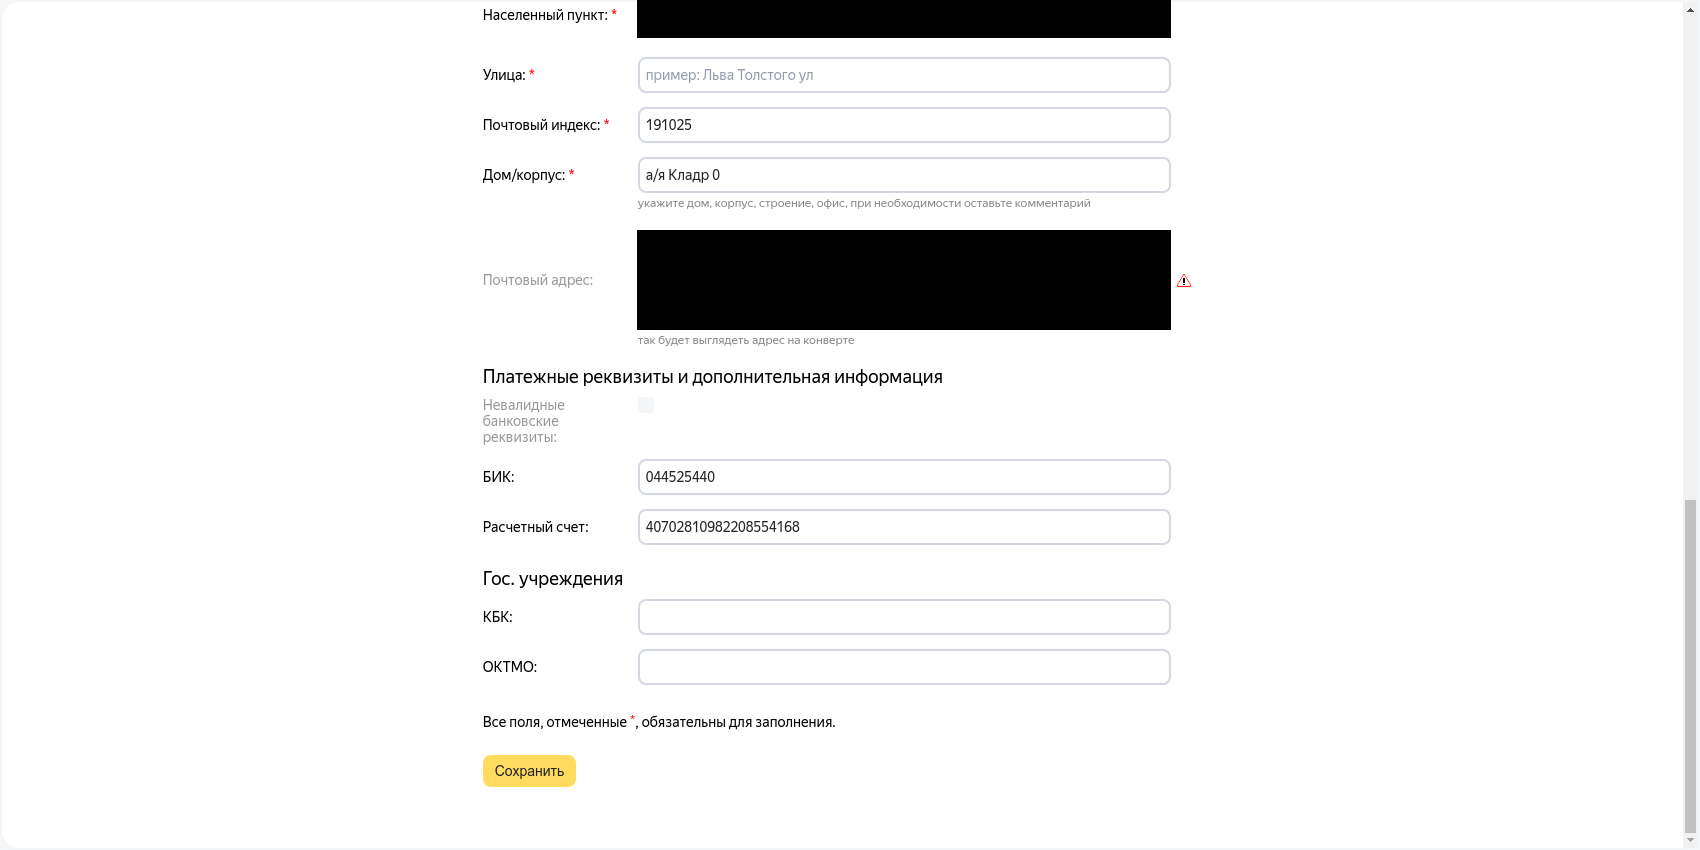 Населенный пункт: *
Улица: * пример: Льва Толстого ул
Почтовый индекс: * 191025
Дом/корпус: * а/я Кладр 0
укажите дом, корпус, строение, офис, при необходимости оставьте комментарий
Почтовый адрес:
так будет выглядеть адрес на конверте
Платежные реквизиты и дополнительная информация
Невалидные
банковские
реквизиты:
БИК: 044525440
Расчетный счет: 40702810982208554168
Гос. учреждения
КБК:
ОКТМО:
Все поля, отмеченные *, обязательны для заполнения.
Сохранить